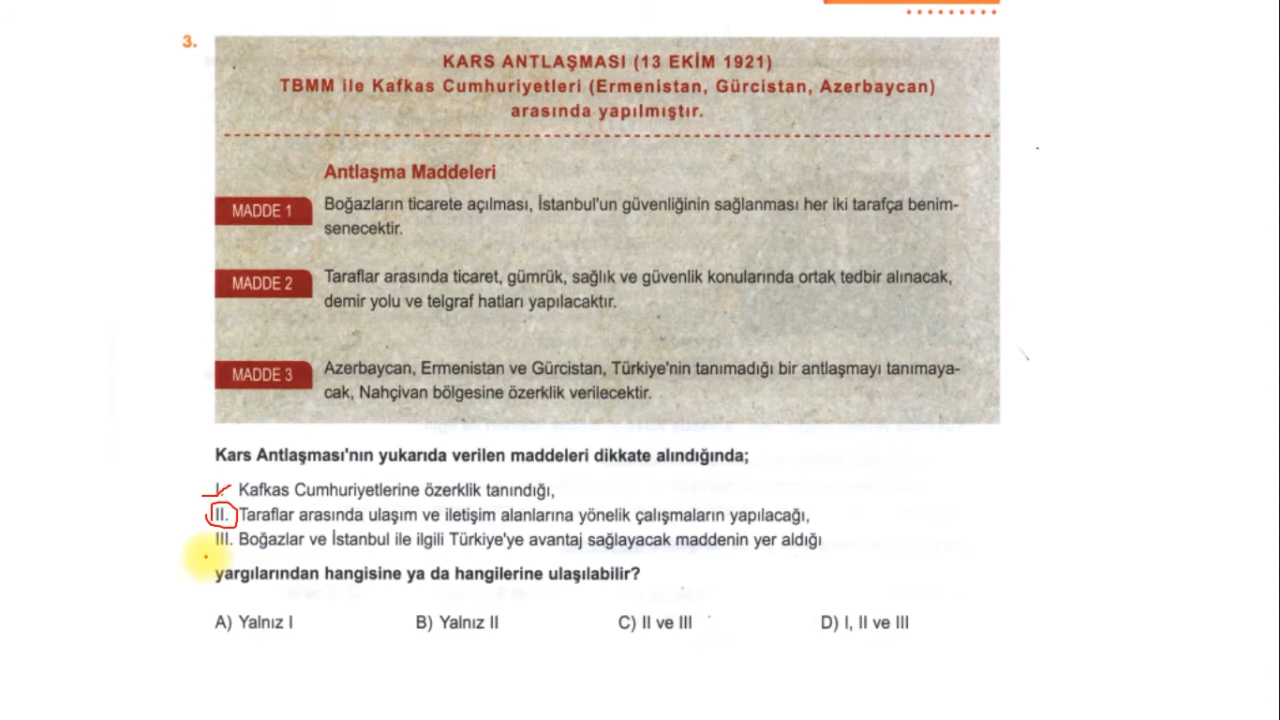 3.
KARS ANTLAŞMASI (13 EKİM 1921)
TBMM ile Kafkas Cumhuriyetleri (Ermenistan, Gürcistan, Azerbaycan)
arasında yapılmıştır.
Antlaşma Maddeleri
MADDE 1
Boğazların ticarete açılması, İstanbul'un güvenliğinin sağlanması her iki tarafça benim-
senecektir.
MADDE 2
Taraflar arasında ticaret, gümrük, sağlık ve güvenlik konularında ortak tedbir alınacak,
demir yolu ve telgraf hatları yapılacaktır.
MADDE 3
Azerbaycan, Ermenistan ve Gürcistan, Türkiye'nin tanımadığı bir antlaşmayı tanımaya-
cak, Nahçivan bölgesine özerklik verilecektir.
Kars Antlaşması'nın yukarıda verilen maddeleri dikkate alındığında;
I. Kafkas Cumhuriyetlerine özerklik tanındığı,
II. Taraflar arasında ulaşım ve iletişim alanlarına yönelik çalışmaların yapılacağı,
III. Boğazlar ve İstanbul ile ilgili Türkiye'ye avantaj sağlayacak maddenin yer aldığı
yargılarından hangisine ya da hangilerine ulaşılabilir?
A) Yalnız I B) Yalnız II C) II ve III D) I, II ve III